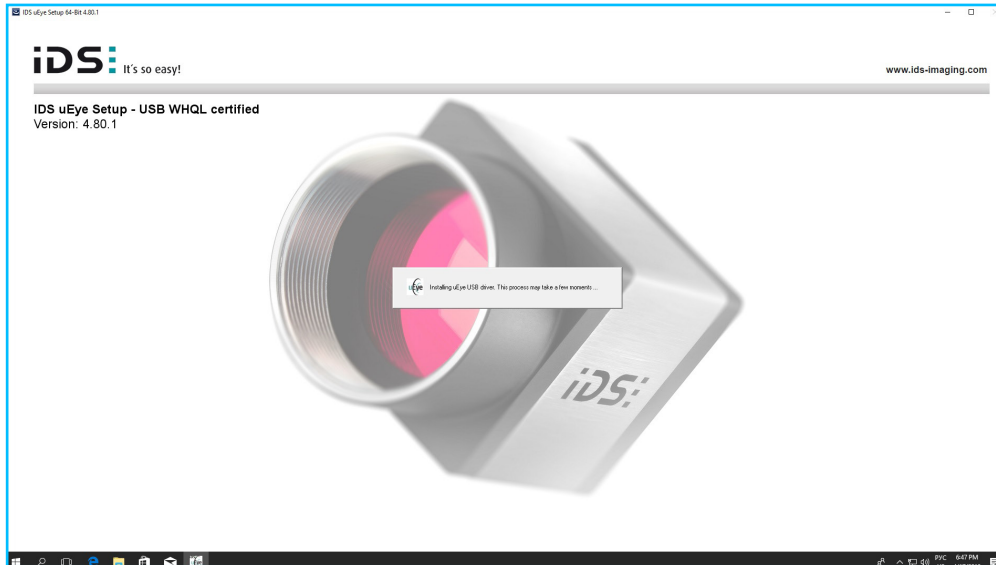 IDS uEye Setup 64-Bit 4.80.1
iDS: It's so easy!
www.ids-imaging.com
IDS uEye Setup - USB WHQL certified
Version: 4.80.1
uEye Installing uEye USB driver. This process may take a few moments ...
iDS:
РУС 6:47 PM